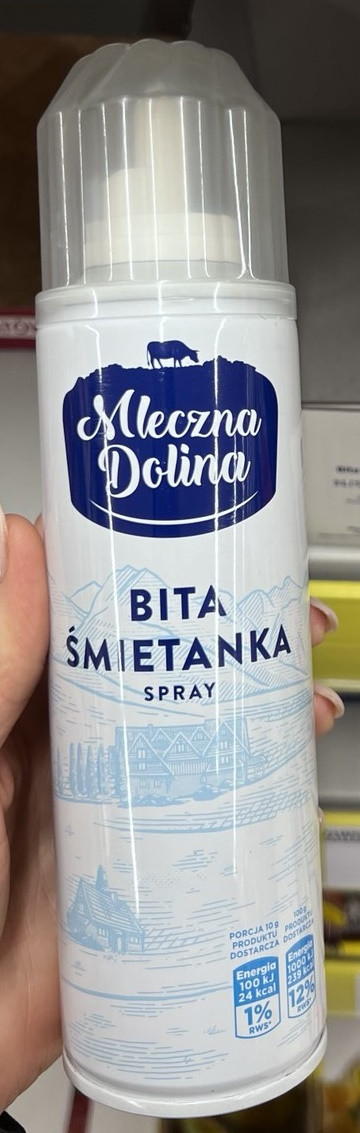 Mleczna
Dolina
BITA
ŚMIETANKA
SPRAY
PORCJA 10 g
PRODUKTU
DOSTARCZA
Energia
100 kJ
24 kcal
1%
RWS*
100 g
PRODUKTU
DOSTARCZA
Energia
1000 kJ
239 kcal
12%
RWS*